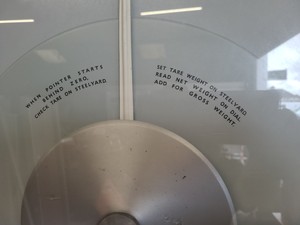 WHEN POINTER STARTS
BEHIND ZERO,
CHECK TARE ON STEELYARD
SET TARE WEIGHT ON STEELYARD
READ NET WEIGHT ON DIAL
ADD FOR GROSS WEIGHT.